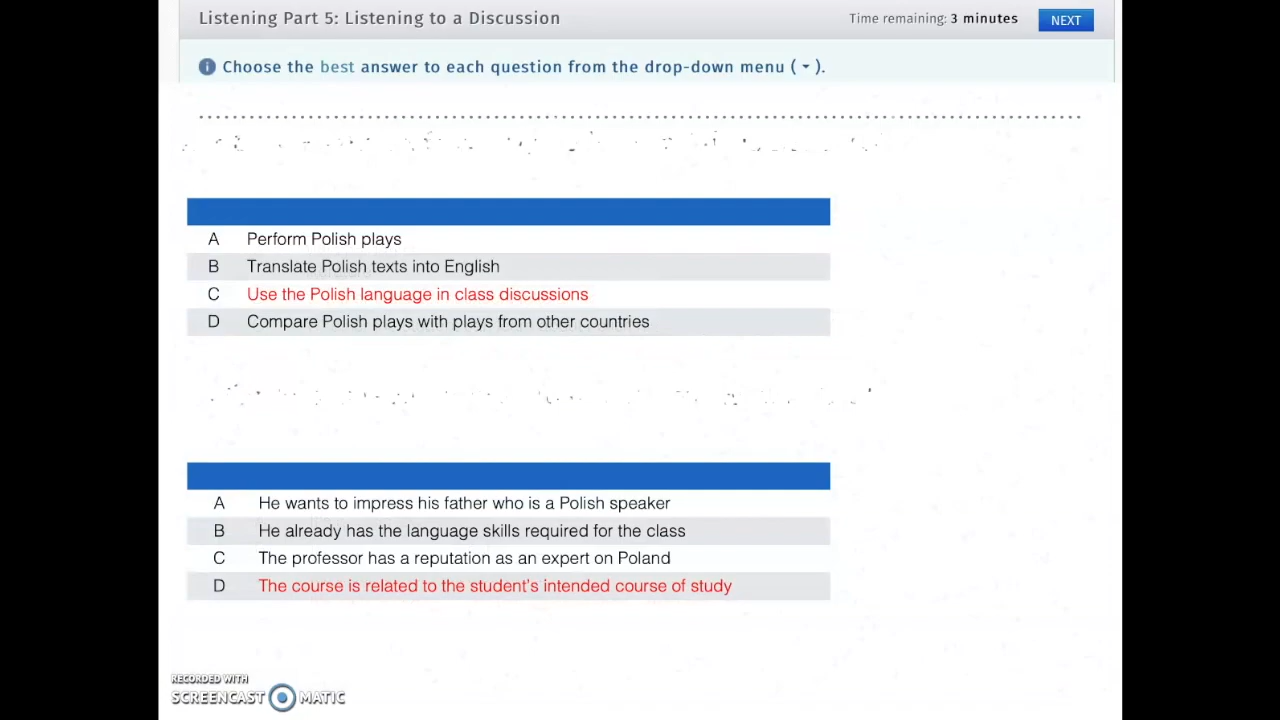 Listening Part 5: Listening to a Discussion
Time remaining: 3 minutes NEXT
Choose the best answer to each question from the drop-down menu ( ).
A Perform Polish plays
B Translate Polish texts into English
C Use the Polish language in class discussions
D Compare Polish plays with plays from other countries
A He wants to impress his father who is a Polish speaker
B He already has the language skills required for the class
C The professor has a reputation as an expert on Poland
D The course is related to the student's intended course of study
RECORDED WITH
SCREENCAST MATIC